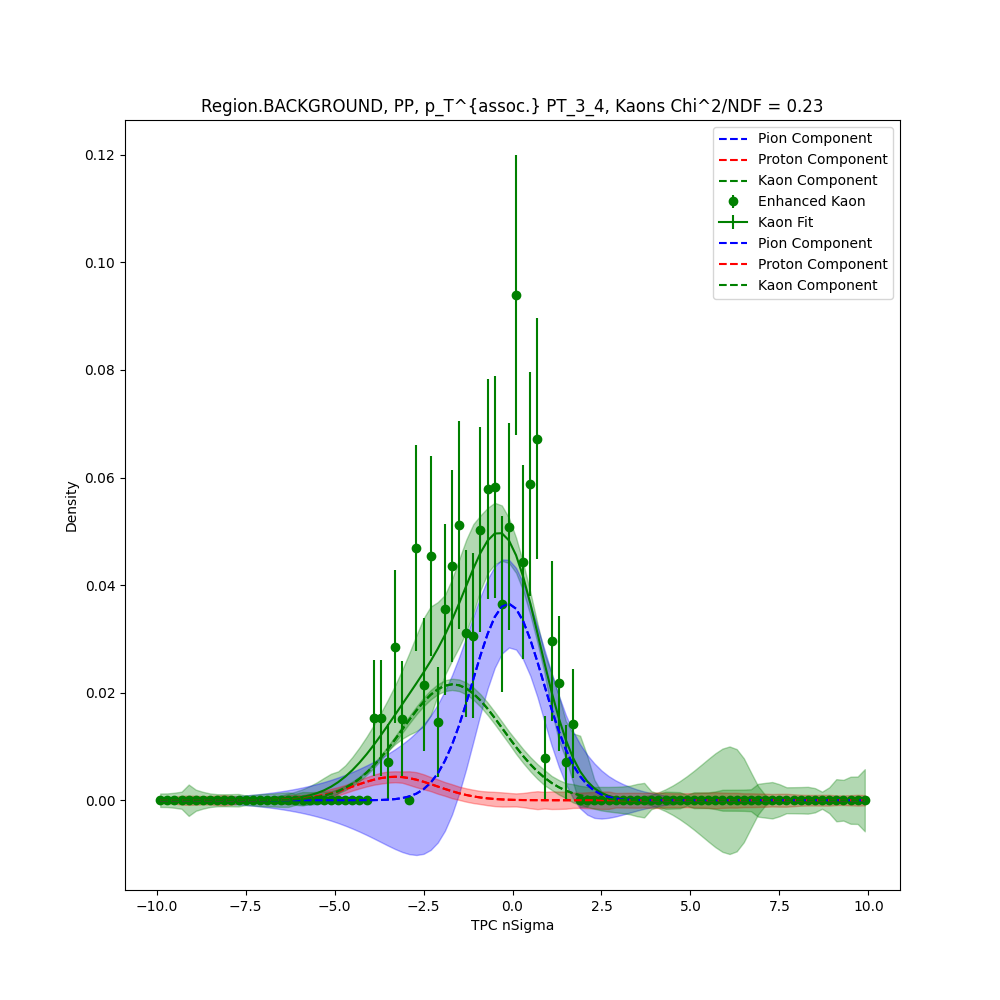 Region.BACKGROUND, PP, p_T^{assoc.} PT_3_4, Kaons Chi^2/NDF = 0.23
Pion Component
Proton Component
Kaon Component
Enhanced Kaon
Kaon Fit
Pion Component
Proton Component
Kaon Component
0.12
0.10
0.08
0.06
0.04
0.02
0.00
Density
−10.0 −7.5 −5.0 −2.5 0.0 2.5 5.0 7.5 10.0
TPC nSigma